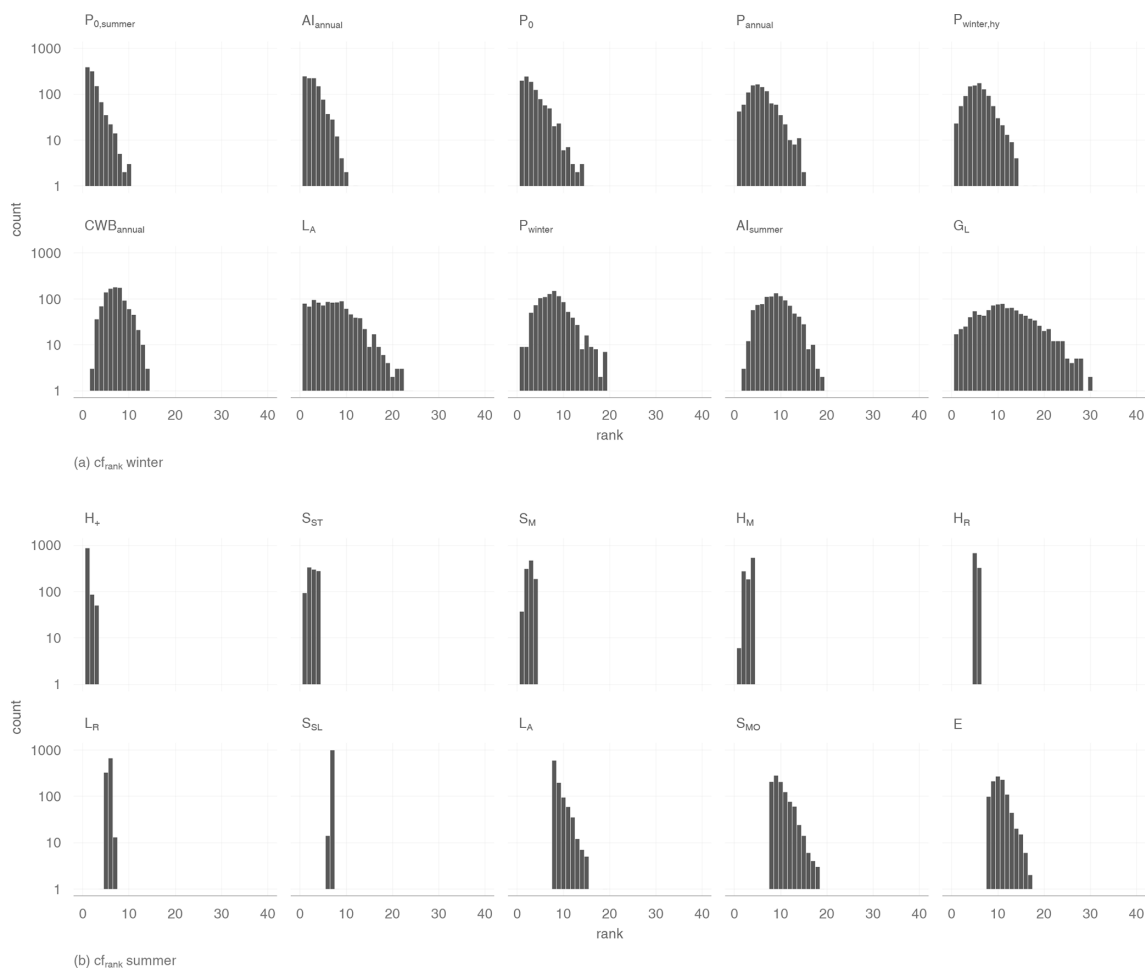 P0,summer AIannual P0 Pannual Pwinter,hy
1000
100
10
1
CWBannual LA Pwinter AIsummer GL
1000
100
10
1
count
0 10 20 30 40 0 10 20 30 40 0 10 20 30 40 0 10 20 30 40 0 10 20 30 40
rank
(a) cfrank winter
H+ SST SM HM HR
1000
100
10
1
LR SSL LA SMO E
1000
100
10
1
count
0 10 20 30 40 0 10 20 30 40 0 10 20 30 40 0 10 20 30 40 0 10 20 30 40
rank
(b) cfrank summer